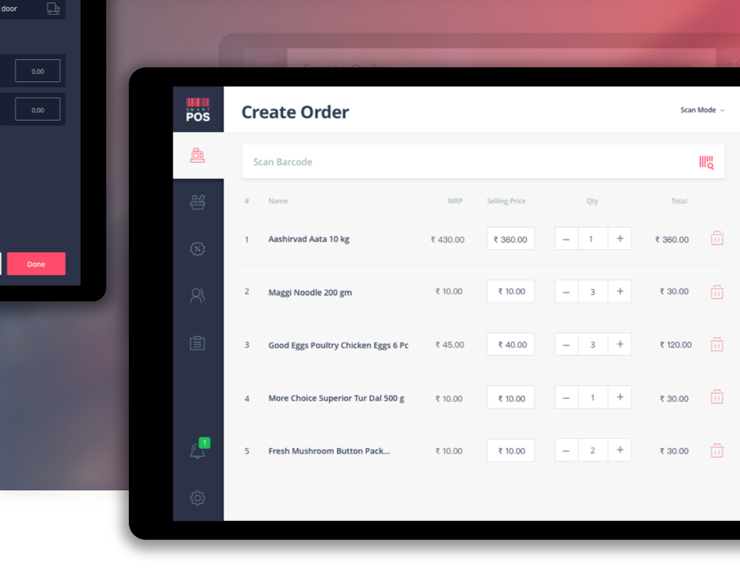 door
0.00
0.00
Done
SMART
POS
Create Order
Scan Mode
Scan Barcode
# Name MRP Selling Price Qty Total
1 Aashirvad Aata 10 kg ₹ 430.00 ₹ 360.00 – 1 + ₹ 360.00
2 Maggi Noodle 200 gm ₹ 10.00 ₹ 10.00 – 3 + ₹ 30.00
3 Good Eggs Poultry Chicken Eggs 6 Pc ₹ 45.00 ₹ 40.00 – 3 + ₹ 120.00
4 More Choice Superior Tur Dal 500 g ₹ 10.00 ₹ 10.00 – 1 + ₹ 30.00
5 Fresh Mushroom Button Pack... ₹ 10.00 ₹ 10.00 – 2 + ₹ 30.00
1